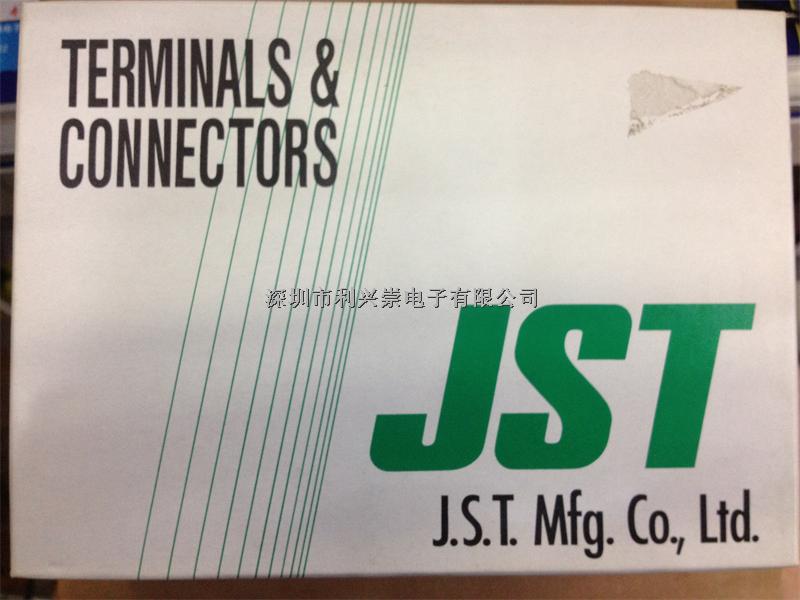 TERMINALS &
CONNECTORS
深圳市利兴崇电子有限公司
JST
J.S.T. Mfg. Co., Ltd.